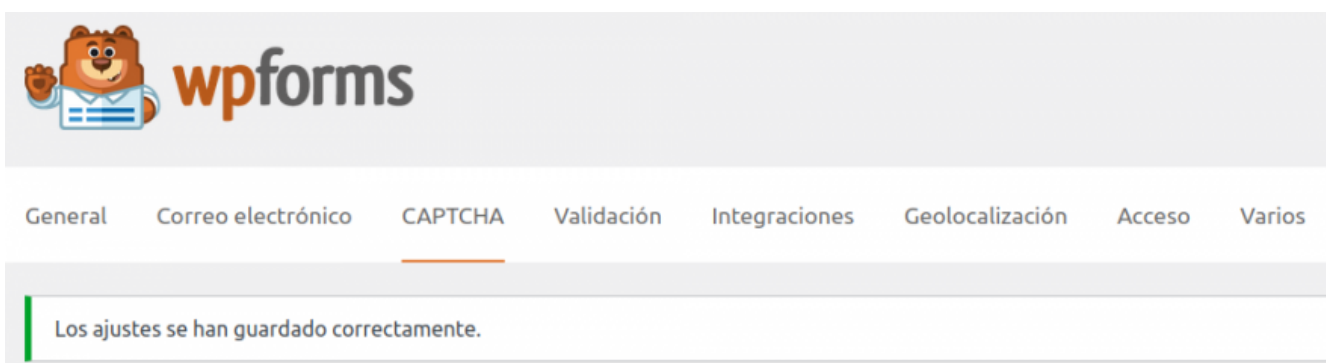 wpforms
General Correo electrónico CAPTCHA Validación Integraciones Geolocalización Acceso Varios
Los ajustes se han guardado correctamente.